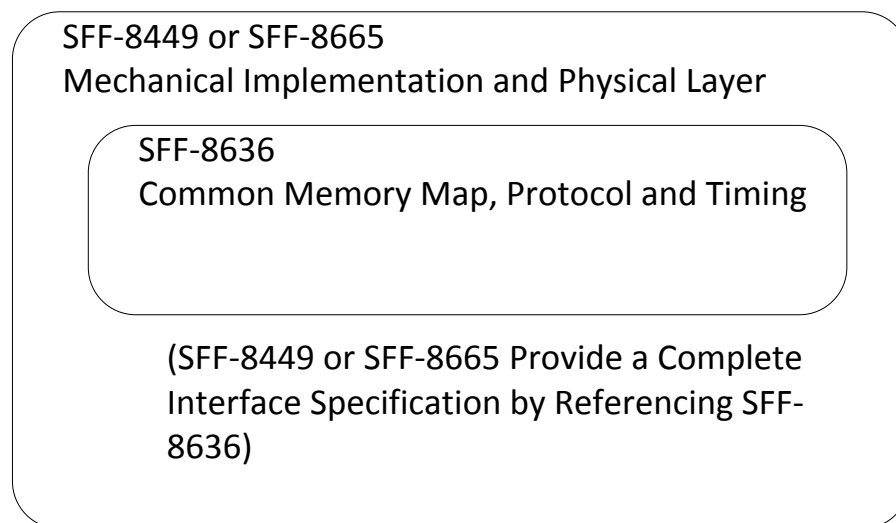 SFF-8449 or SFF-8665
Mechanical Implementation and Physical Layer
SFF-8636
Common Memory Map, Protocol and Timing
(SFF-8449 or SFF-8665 Provide a Complete
Interface Specification by Referencing SFF-
8636)